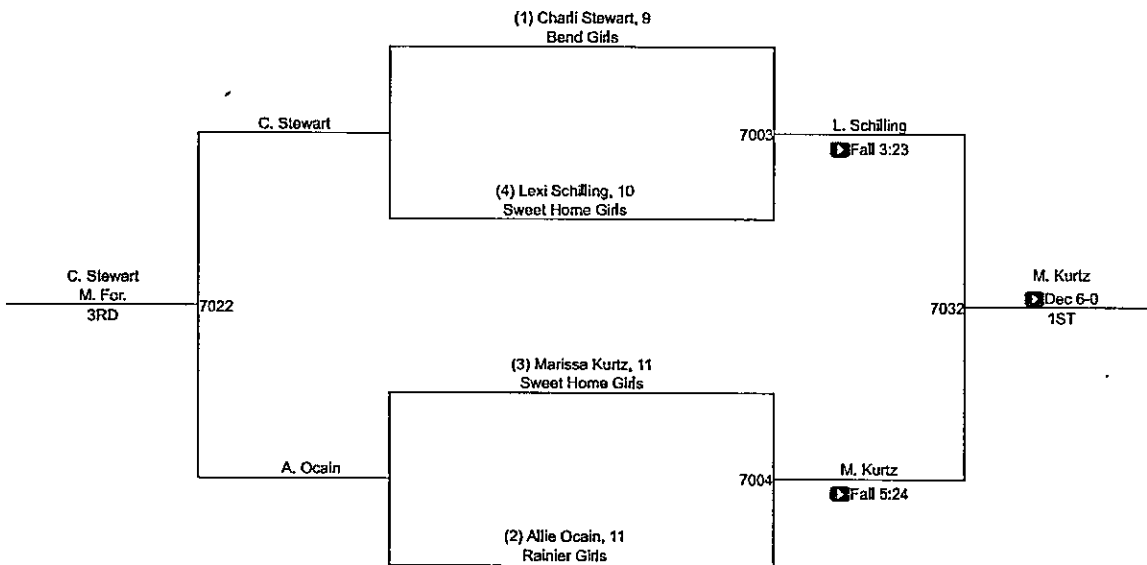 (1) Charli Stewart, 9
Bend Girls
C. Stewart
7003
L. Schilling
Fall 3:23
(4) Lexi Schilling, 10
Sweet Home Girls
C. Stewart
M. For.
3RD
7022
7032
M. Kurtz
Dec 6-0
1ST
(3) Marissa Kurtz, 11
Sweet Home Girls
A. Ocain
7004
M. Kurtz
Fall 5:24
(2) Allie Ocain, 11
Rainier Girls